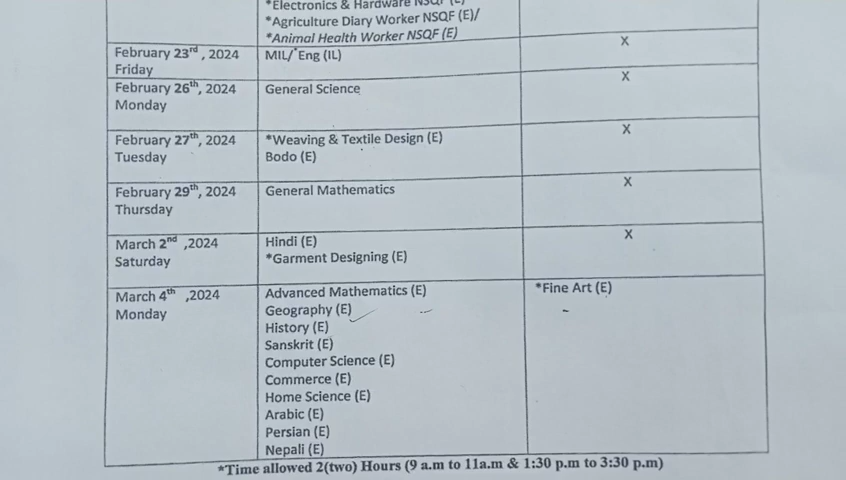 *Electronics & Hardware NSQF (E)
*Agriculture Diary Worker NSQF (E)/
*Animal Health Worker NSQF (E)
February 23rd , 2024
Friday
MIL/*Eng (IL)
X
February 26th, 2024
Monday
General Science
X
February 27th, 2024
Tuesday
*Weaving & Textile Design (E)
Bodo (E)
X
February 29th, 2024
Thursday
General Mathematics
X
March 2nd ,2024
Saturday
Hindi (E)
*Garment Designing (E)
X
March 4th ,2024
Monday
Advanced Mathematics (E)
Geography (E)
History (E)
Sanskrit (E)
Computer Science (E)
Commerce (E)
Home Science (E)
Arabic (E)
Persian (E)
Nepali (E)
*Fine Art (E)
*Time allowed 2(two) Hours (9 a.m to 11a.m & 1:30 p.m to 3:30 p.m)